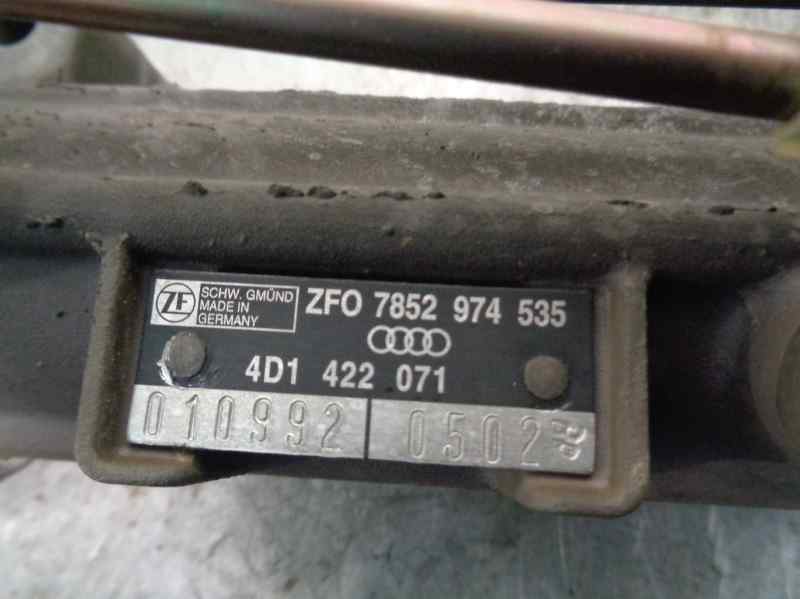 ZF SCHW. GMÜND
MADE IN
GERMANY
ZFO 7852 974 535
4D1 422 071
010992 0502